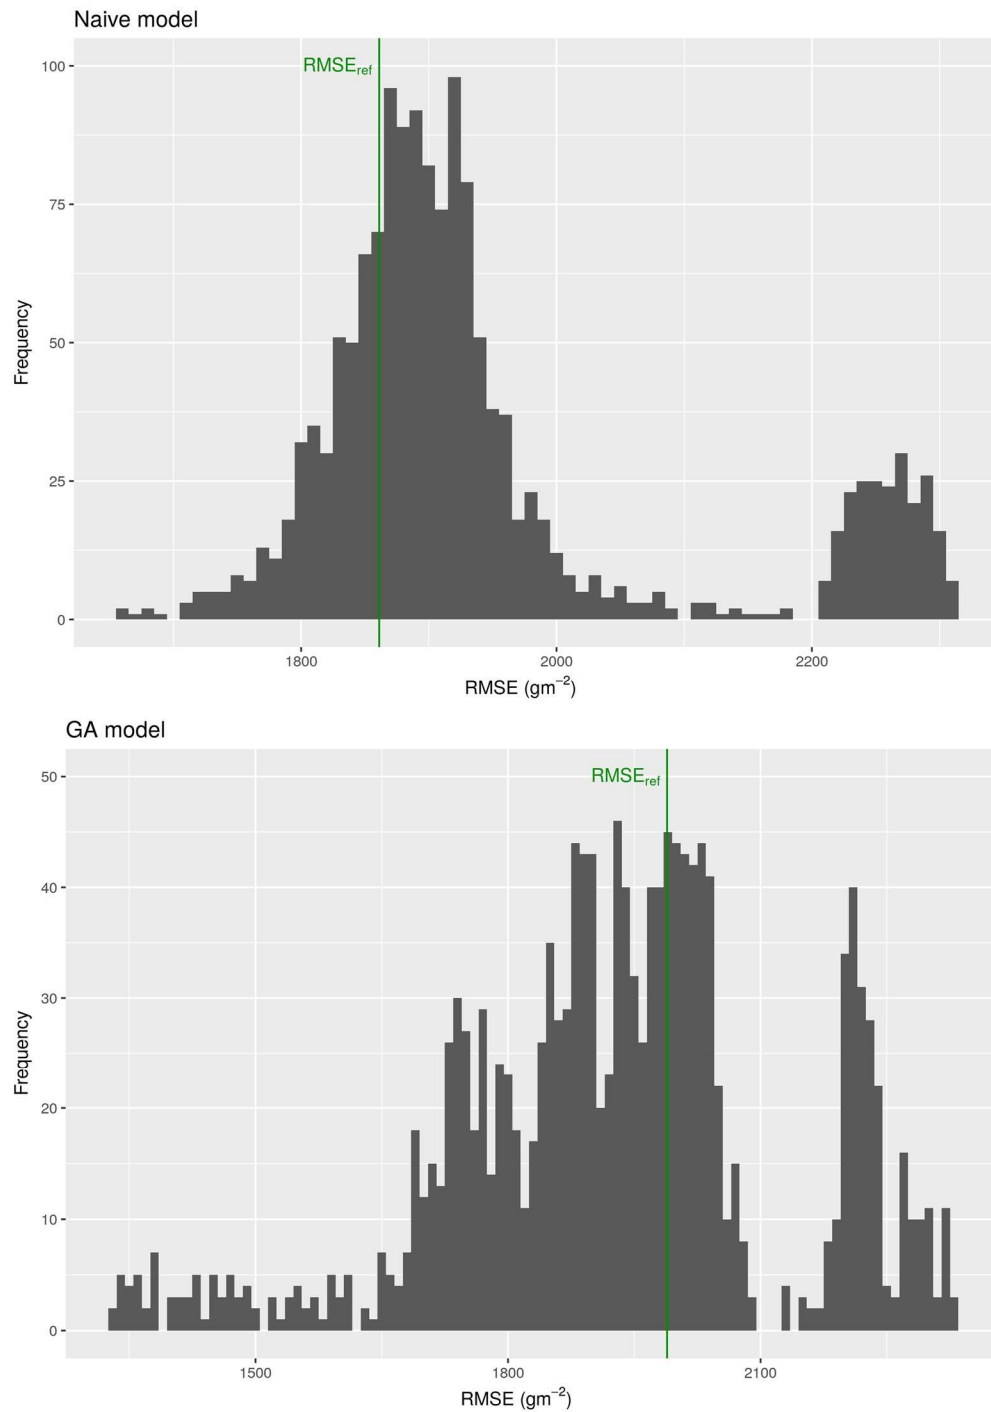 Naive model
100
RMSEref
75
50
25
0
Frequency
1800 2000 2200
RMSE (gm−2)
GA model
50
RMSEref
40
30
20
10
0
Frequency
1500 1800 2100
RMSE (gm−2)